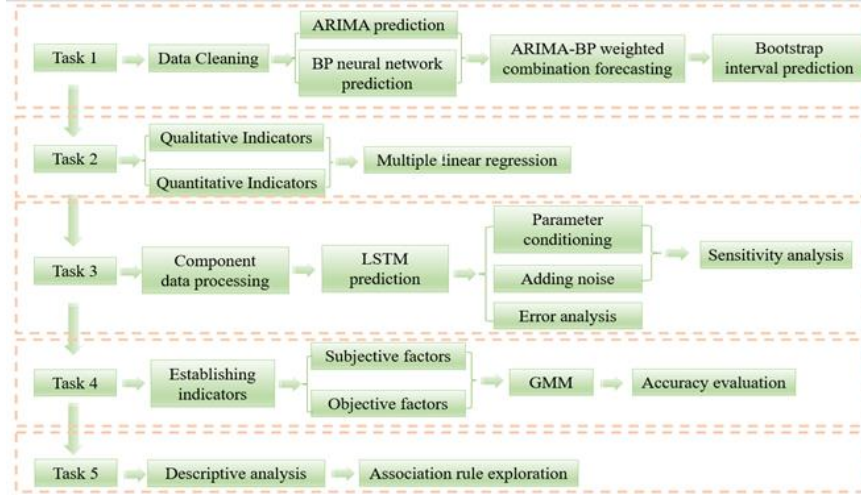 Task 1
Data Cleaning
ARIMA prediction
BP neural network
prediction
ARIMA-BP weighted
combination forecasting
Bootstrap
interval prediction
Task 2
Qualitative Indicators
Quantitative Indicators
Multiple linear regression
Task 3
Component
data processing
LSTM
prediction
Parameter
conditioning
Adding noise
Error analysis
Sensitivity analysis
Task 4
Establishing
indicators
Subjective factors
Objective factors
GMM
Accuracy evaluation
Task 5
Descriptive analysis
Association rule exploration